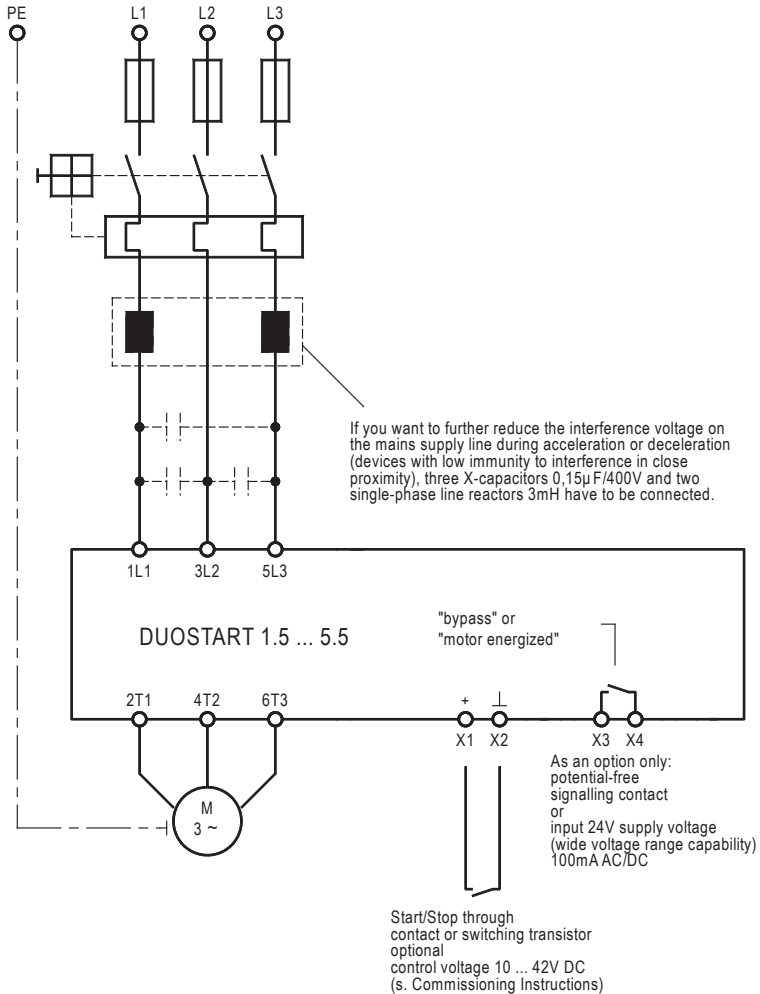 PE
L1
L2
L3
If you want to further reduce the interference voltage on
the mains supply line during acceleration or deceleration
(devices with low immunity to interference in close
proximity), three X-capacitors 0,15µF/400V and two
single-phase line reactors 3mH have to be connected.
1L1
3L2
5L3
DUOSTART 1.5 ... 5.5
"bypass" or
"motor energized"
2T1
4T2
6T3
+
X1
X2
X3
X4
M
3 ~
As an option only:
potential-free
signalling contact
or
input 24V supply voltage
(wide voltage range capability)
100mA AC/DC
Start/Stop through
contact or switching transistor
optional
control voltage 10 ... 42V DC
(s. Commissioning Instructions)